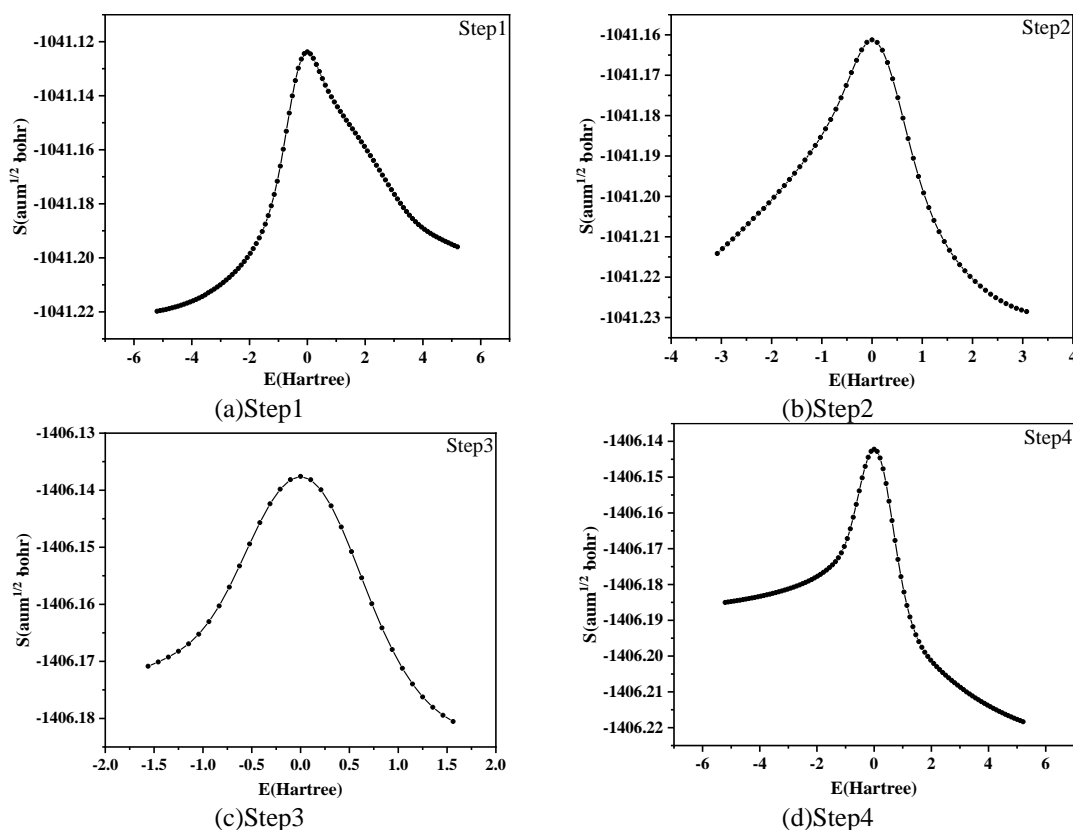 Step1
-1041.12
-1041.14
-1041.16
-1041.18
-1041.20
-1041.22
S(aum1/2·bohr)
-6 -4 -2 0 2 4 6
E(Hartree)
(a)Step1
Step2
-1041.16
-1041.17
-1041.18
-1041.19
-1041.20
-1041.21
-1041.22
-1041.23
S(aum1/2·bohr)
-4 -3 -2 -1 0 1 2 3 4
E(Hartree)
(b)Step2
Step3
-1406.13
-1406.14
-1406.15
-1406.16
-1406.17
-1406.18
S(aum1/2·bohr)
-2.0 -1.5 -1.0 -0.5 0.0 0.5 1.0 1.5 2.0
E(Hartree)
(c)Step3
Step4
-1406.14
-1406.15
-1406.16
-1406.17
-1406.18
-1406.19
-1406.20
-1406.21
-1406.22
S(aum1/2·bohr)
-6 -4 -2 0 2 4 6
E(Hartree)
(d)Step4